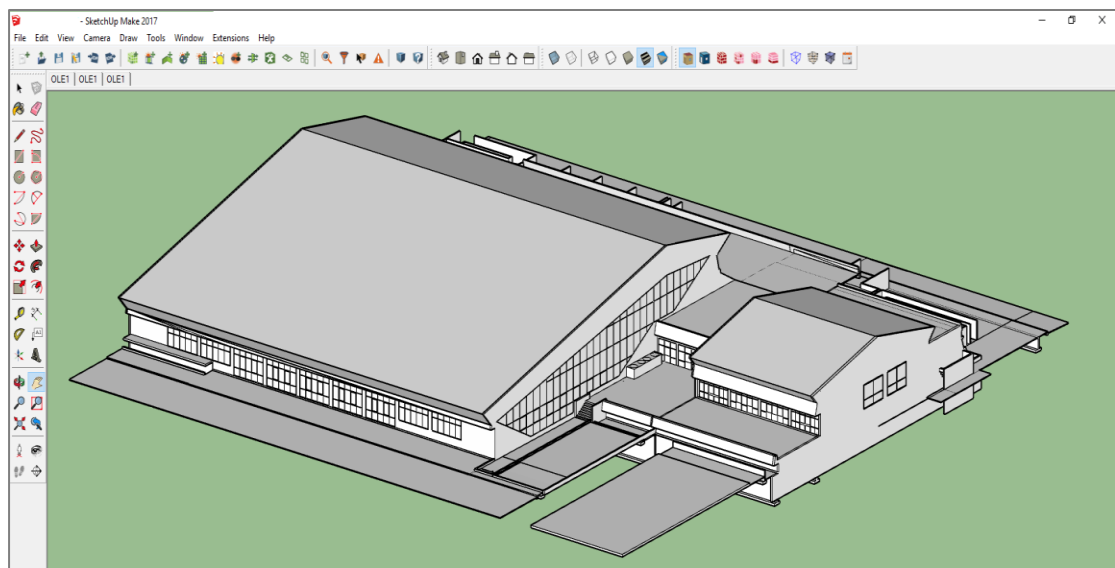 - SketchUp Make 2017
File Edit View Camera Draw Tools Window Extensions Help
OLE1 OLE1 OLE1